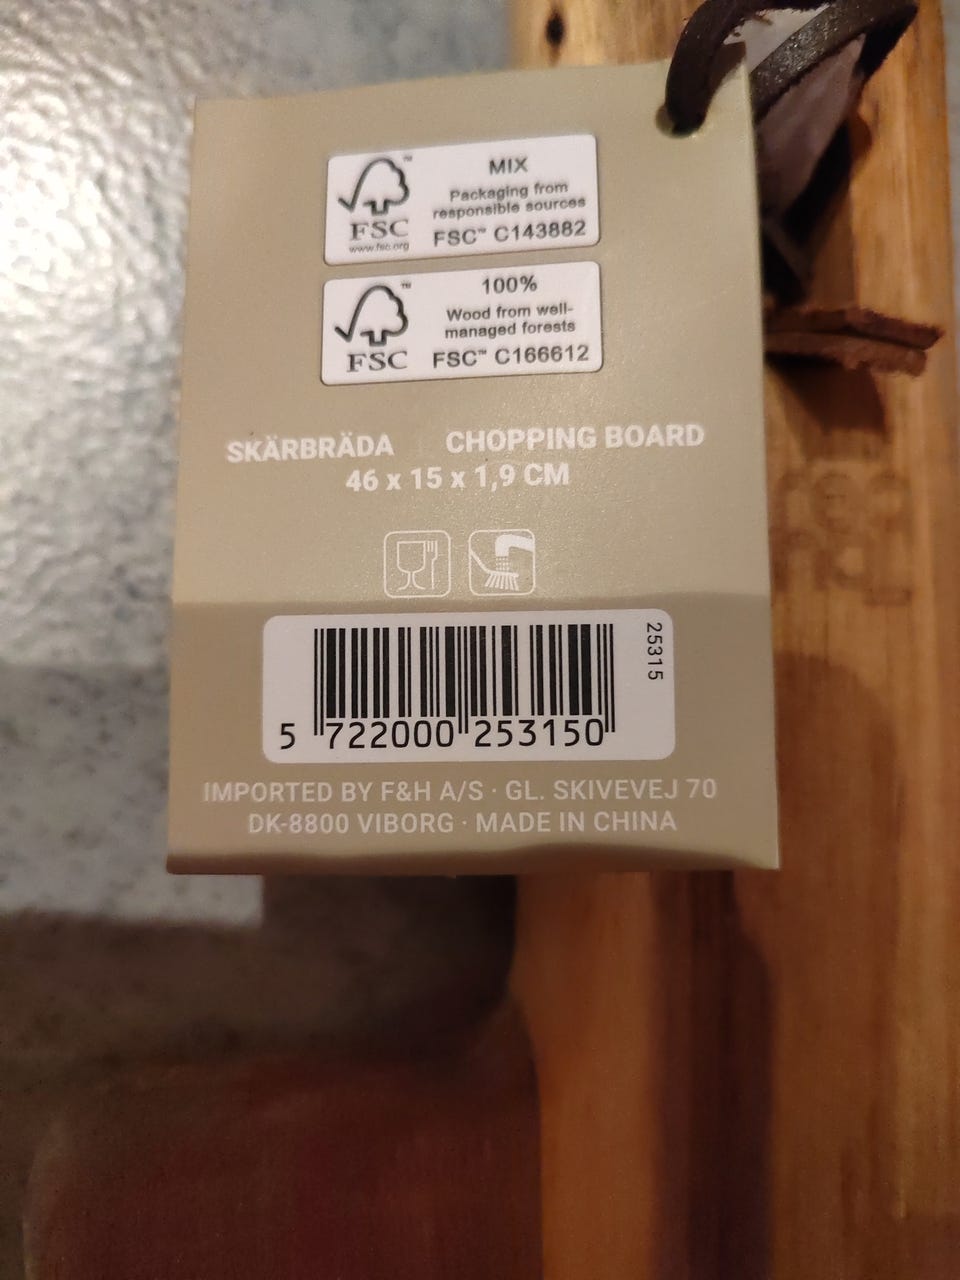 MIX
Packaging from
responsible sources
FSC™ C143882
FSC
www.fsc.org
100%
Wood from well-
managed forests
FSC™ C166612
FSC
SKÄRBRÄDA CHOPPING BOARD
46 x 15 x 1,9 CM
25315
5 722000 253150
IMPORTED BY F&H A/S · GL. SKIVEVEJ 70
DK-8800 VIBORG · MADE IN CHINA